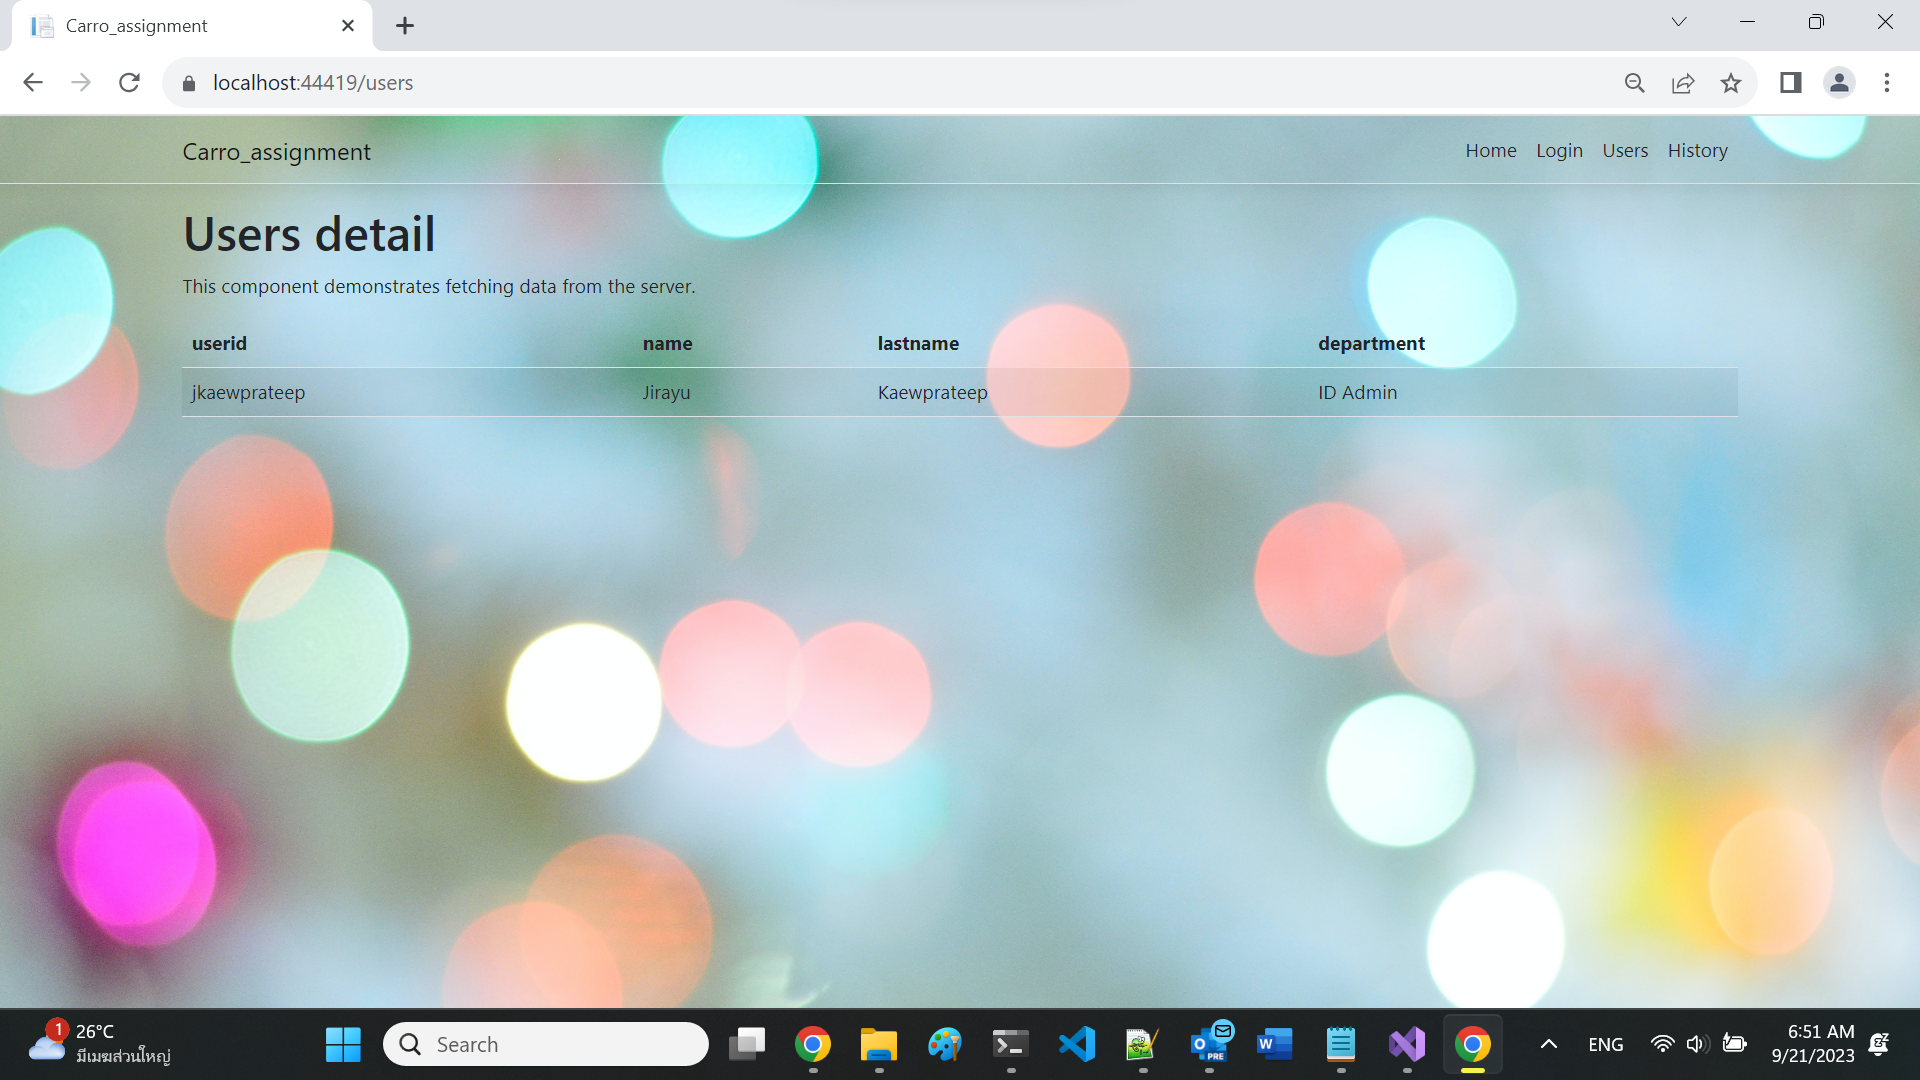 Carro_assignment
localhost:44419/users
Carro_assignment
Home Login Users History
Users detail
This component demonstrates fetching data from the server.
userid name lastname department
jkaewprateep Jirayu Kaewprateep ID Admin
1
26°C
มีเมฆส่วนใหญ่
Search
O
PRE
W
ENG
6:51 AM
9/21/2023